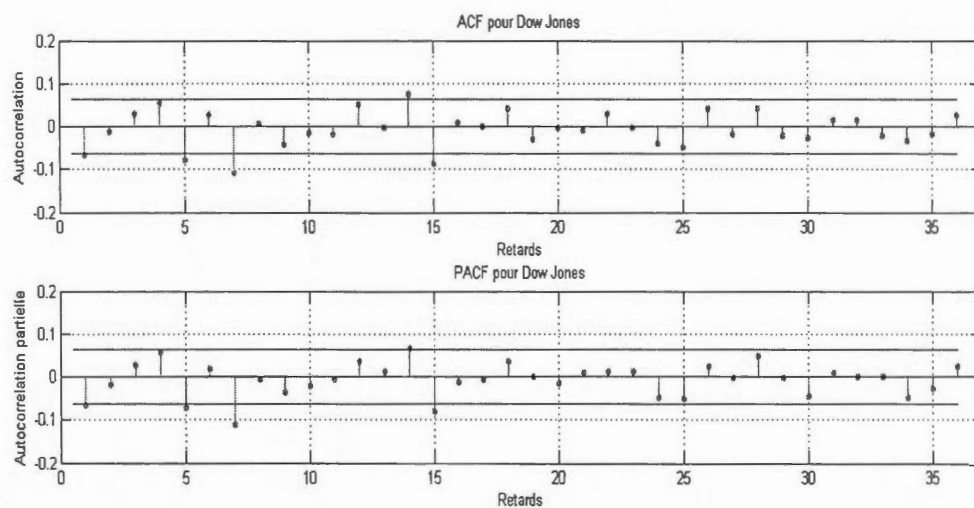 ACF pour Dow Jones
0.2
0.1
0
-0.1
-0.2
Autocorrelation
0 5 10 15 20 25 30 35
Retards
PACF pour Dow Jones
0.2
0.1
0
-0.1
-0.2
Autocorrelation partielle
0 5 10 15 20 25 30 35
Retards